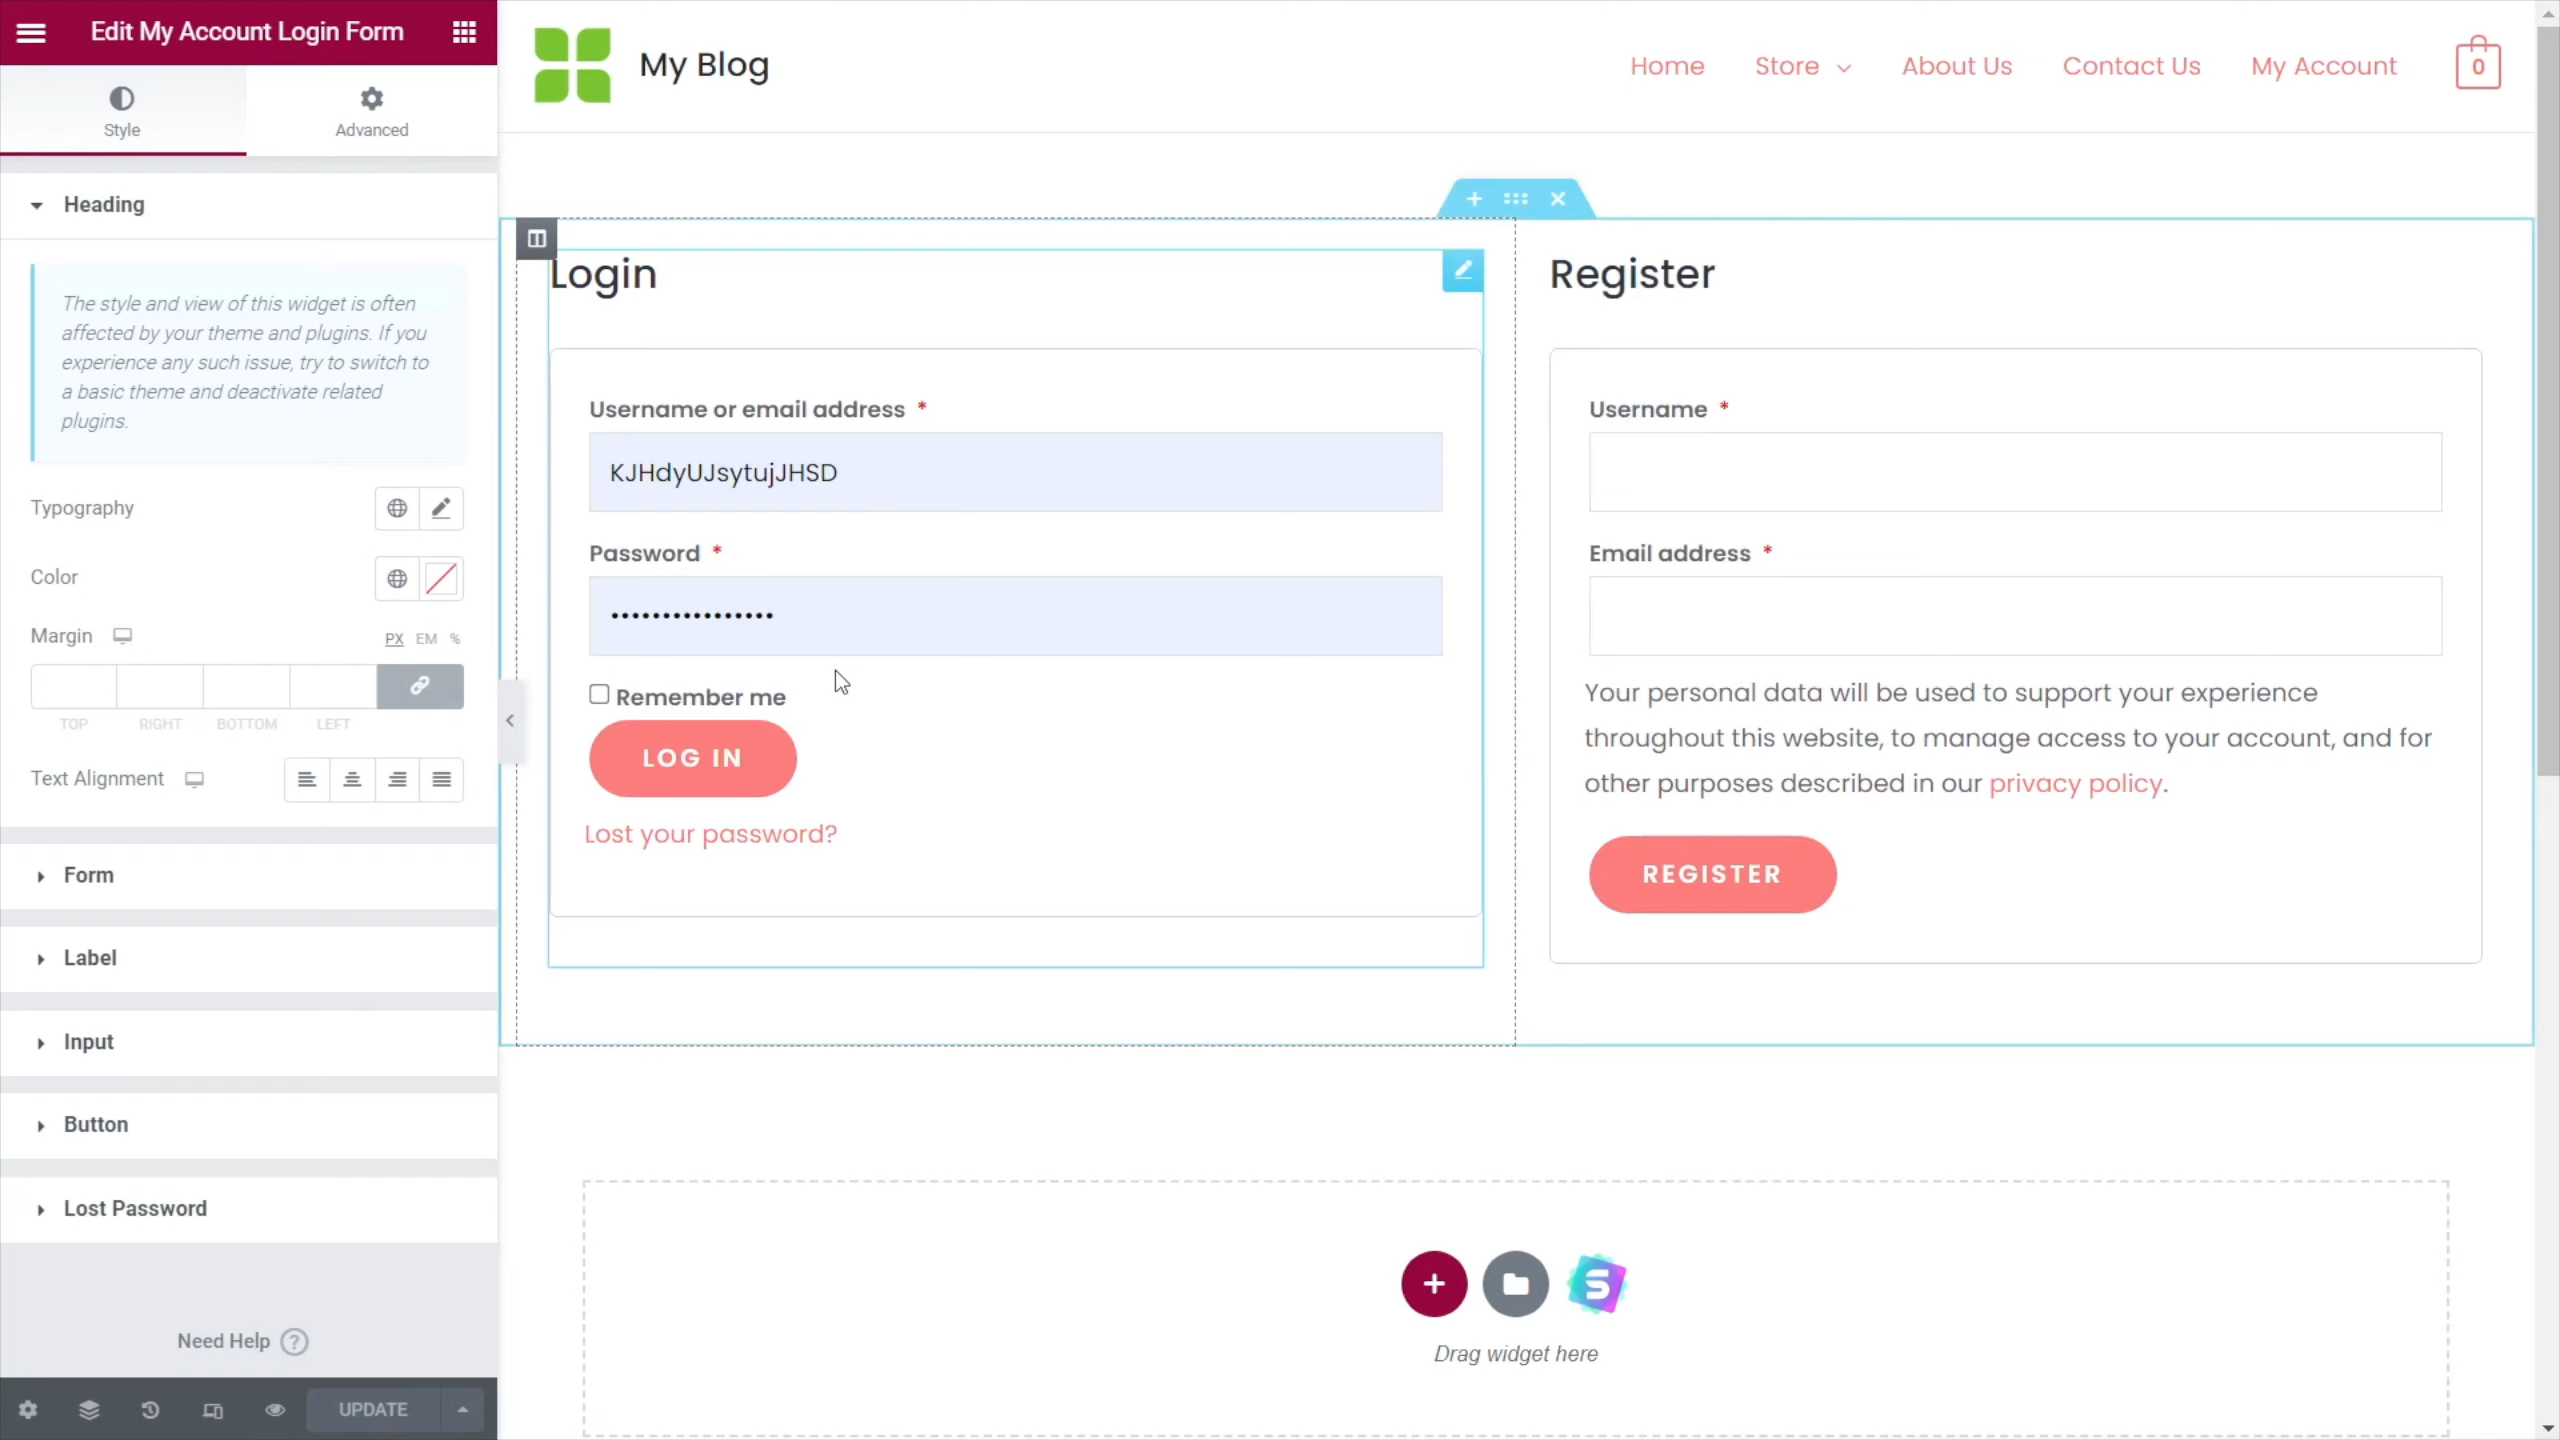 Edit My Account Login Form
Style
Advanced
Heading
The style and view of this widget is often
affected by your theme and plugins. If you
experience any such issue, try to switch to
a basic theme and deactivate related
plugins.
Typography
Color
Margin
PX EM %
TOP RIGHT BOTTOM LEFT
Text Alignment
Form
Label
Input
Button
Lost Password
Need Help ?
UPDATE
My Blog
Home Store About Us Contact Us My Account 0
Login
Username or email address *
KJHdyUJsytujJHSD
Password *
••••••••••••••••
Remember me
LOG IN
Lost your password?
Register
Username *
Email address *
Your personal data will be used to support your experience
throughout this website, to manage access to your account, and for
other purposes described in our privacy policy.
REGISTER
S
Drag widget here